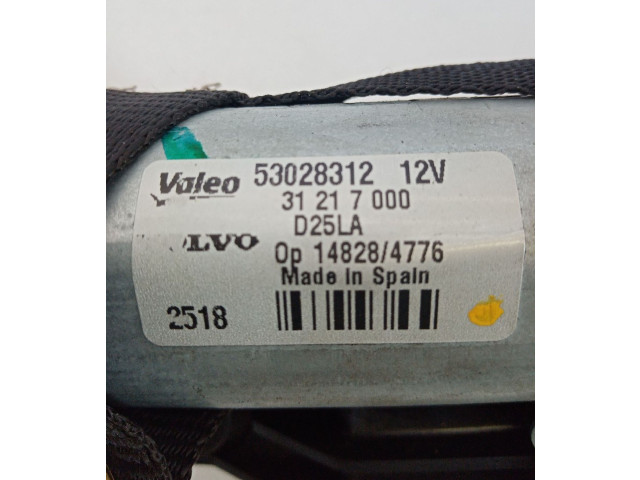 Valeo 53028312 12V
31 21 7 000
D25LA
LVO
Op 14828/4776
Made In Spain
2518